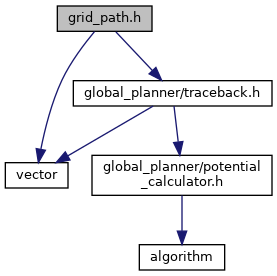 grid_path.h
global_planner/traceback.h
vector
global_planner/potential
_calculator.h
algorithm